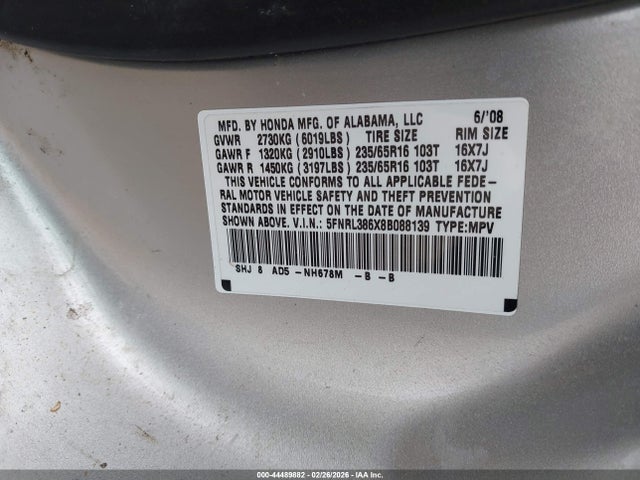 MFD. BY HONDA MFG. OF ALABAMA, LLC 6/'08
GVWR 2730KG (6019LBS) TIRE SIZE RIM SIZE
GAWR F 1320KG (2910LBS) 235/65R16 103T 16X7J
GAWR R 1450KG (3197LBS) 235/65R16 103T 16X7J
THIS VEHICLE CONFORMS TO ALL APPLICABLE FEDE-
RAL MOTOR VEHICLE SAFETY AND THEFT PREVENTION
STANDARDS IN EFFECT ON THE DATE OF MANUFACTURE
SHOWN ABOVE. V.I.N.: 5FNRL386X8B088139 TYPE:MPV
SHJ 8 AD5 -NH678M -B -B
000-44489882 - 02/26/2026 - IAA Inc.